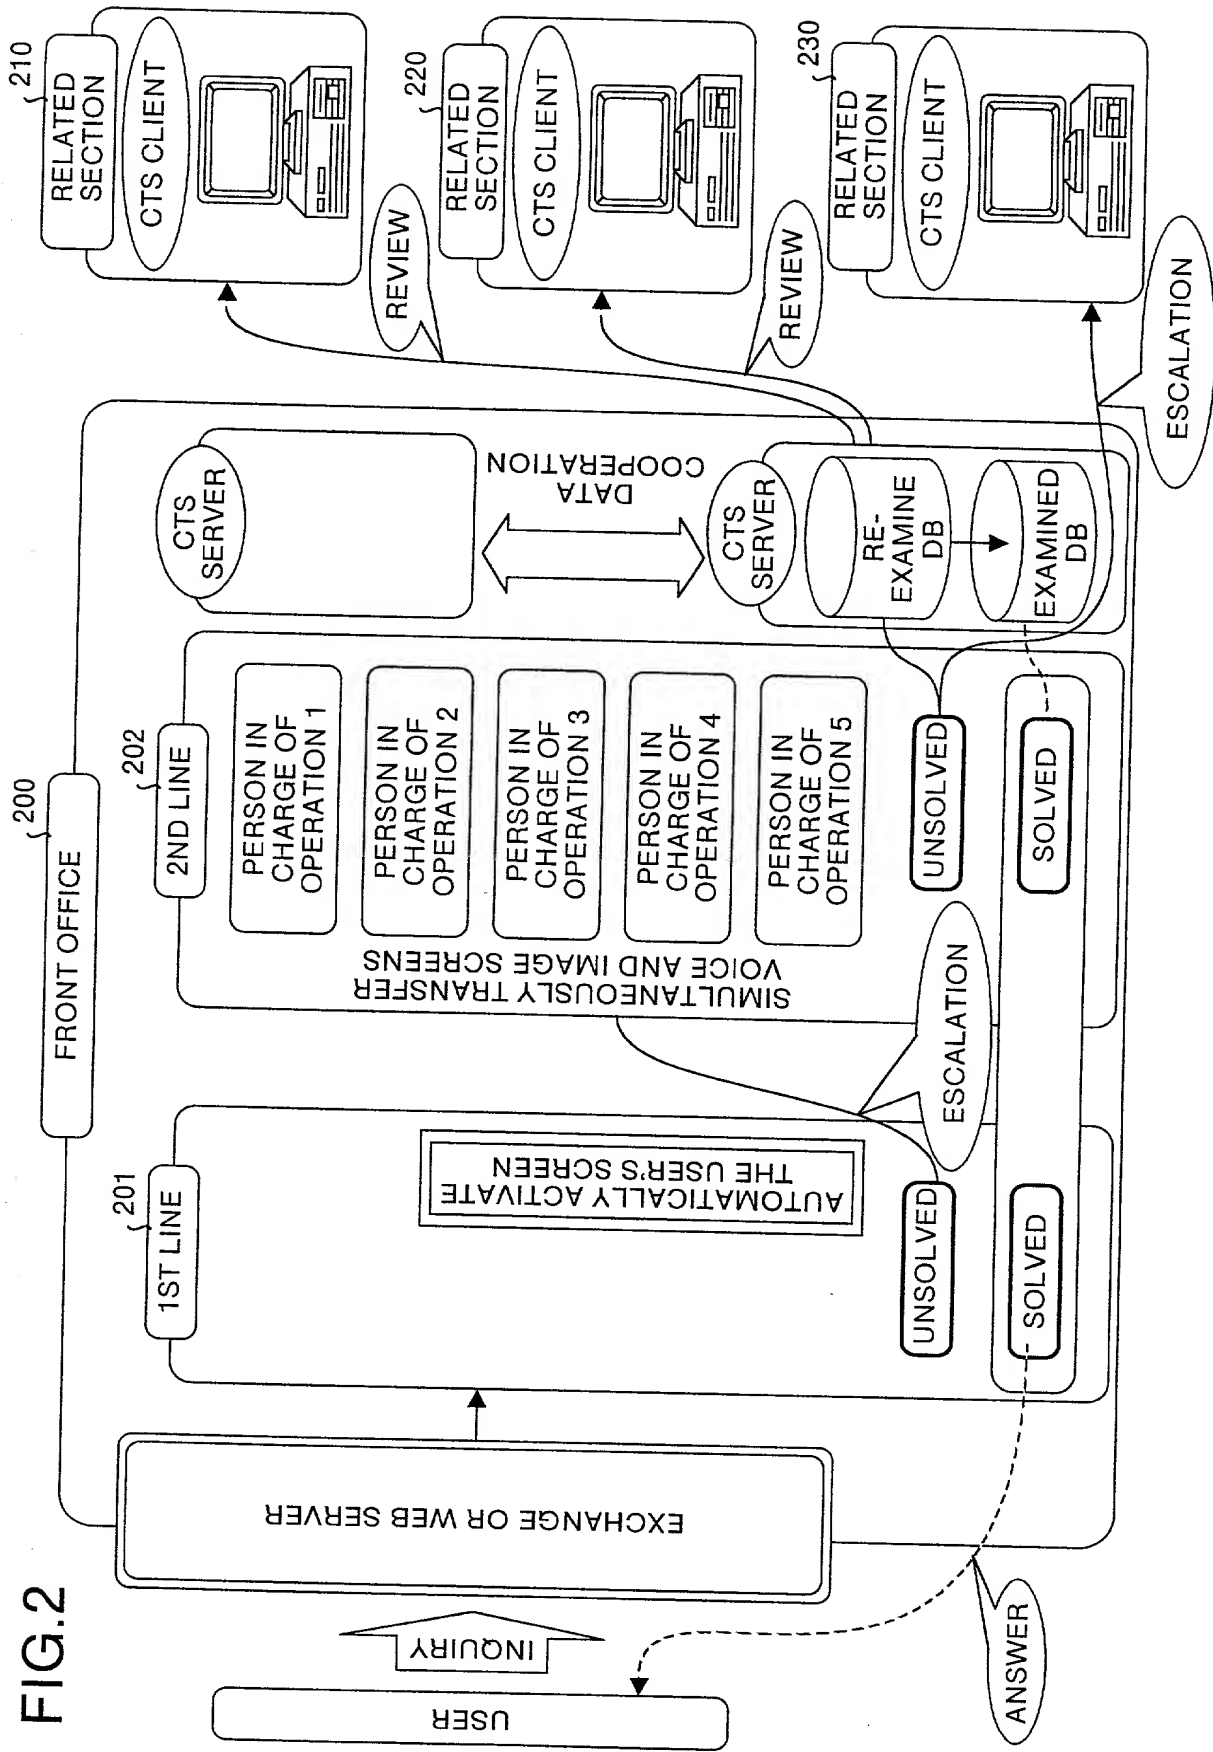 FIG.2
USER
INQUIRY
EXCHANGE OR WEB SERVER
ANSWER
200
FRONT OFFICE
201
1ST LINE
AUTOMATICALLY ACTIVATE
THE USER'S SCREEN
UNSOLVED
SOLVED
ESCALATION
202
2ND LINE
SIMULTANEOUSLY TRANSFER
VOICE AND IMAGE SCREENS
PERSON IN
CHARGE OF
OPERATION 1
PERSON IN
CHARGE OF
OPERATION 2
PERSON IN
CHARGE OF
OPERATION 3
PERSON IN
CHARGE OF
OPERATION 4
PERSON IN
CHARGE OF
OPERATION 5
UNSOLVED
SOLVED
CTS
SERVER
DATA
COOPERATION
CTS
SERVER
RE-
EXAMINE
DB
EXAMINED
DB
REVIEW
REVIEW
ESCALATION
210
RELATED
SECTION
CTS CLIENT
220
RELATED
SECTION
CTS CLIENT
230
RELATED
SECTION
CTS CLIENT